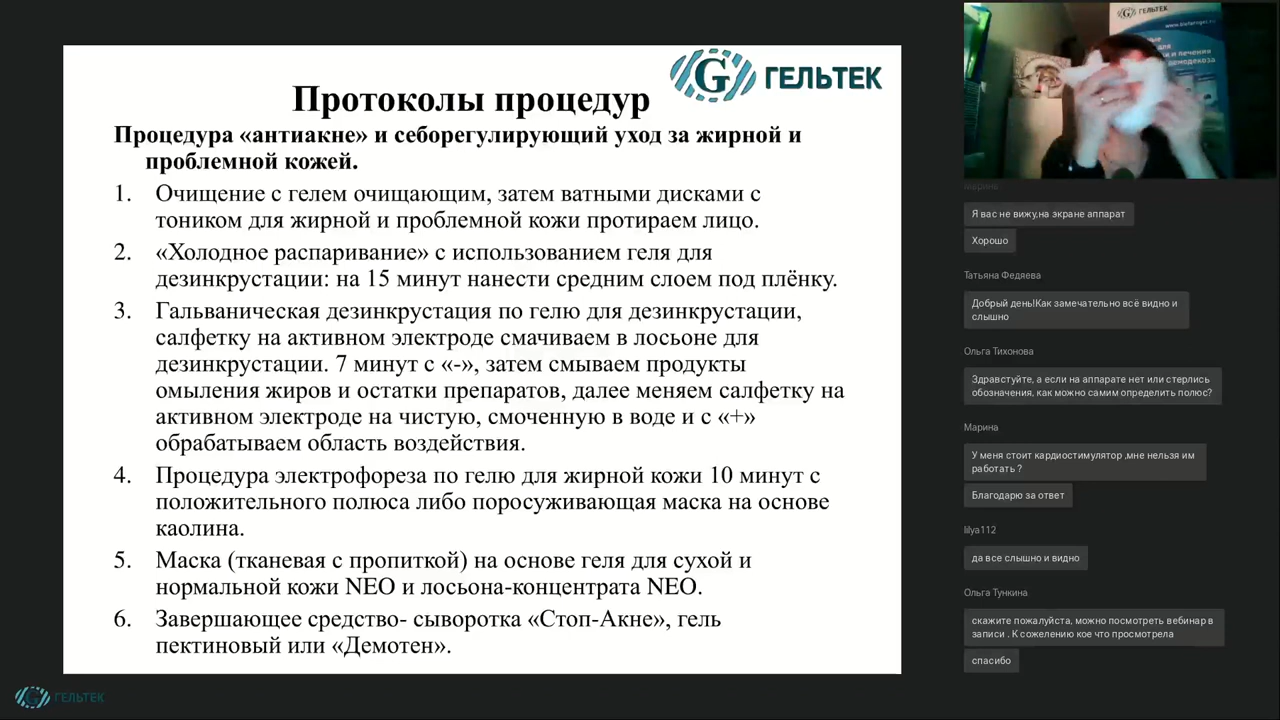 ГЕЛЬТЕК
Протоколы процедур
Процедура «антиакне» и себорегулирующий уход за жирной и
проблемной кожей.
1. Очищение с гелем очищающим, затем ватными дисками с
тоником для жирной и проблемной кожи протираем лицо.
2. «Холодное распаривание» с использованием геля для
дезинкрустации: на 15 минут нанести средним слоем под плёнку.
3. Гальваническая дезинкрустация по гелю для дезинкрустации,
салфетку на активном электроде смачиваем в лосьоне для
дезинкрустации. 7 минут с «-», затем смываем продукты
омыления жиров и остатки препаратов, далее меняем салфетку на
активном электроде на чистую, смоченную в воде и с «+»
обрабатываем область воздействия.
4. Процедура электрофореза по гелю для жирной кожи 10 минут с
положительного полюса либо поросуживающая маска на основе
каолина.
5. Маска (тканевая с пропиткой) на основе геля для сухой и
нормальной кожи NEO и лосьона-концентрата NEO.
6. Завершающее средство- сыворотка «Стоп-Акне», гель
пектиновый или «Демотен».
ГЕЛЬТЕК
ГЕЛЬТЕК
Марина
Я вас не вижу,на экране аппарат
Хорошо
Татьяна Федяева
Добрый день!Как замечательно всё видно и
слышно
Ольга Тихонова
Здравстуйте, а если на аппарате нет или стерлись
обозначения, как можно самим определить полюс?
Марина
У меня стоит кардиостимулятор ,мне нельзя им
работать ?
Благодарю за ответ
lilya112
да все слышно и видно
Ольга Тункина
скажите пожалуйста, можно посмотреть вебинар в
записи . К сожелению кое что просмотрела
спасибо